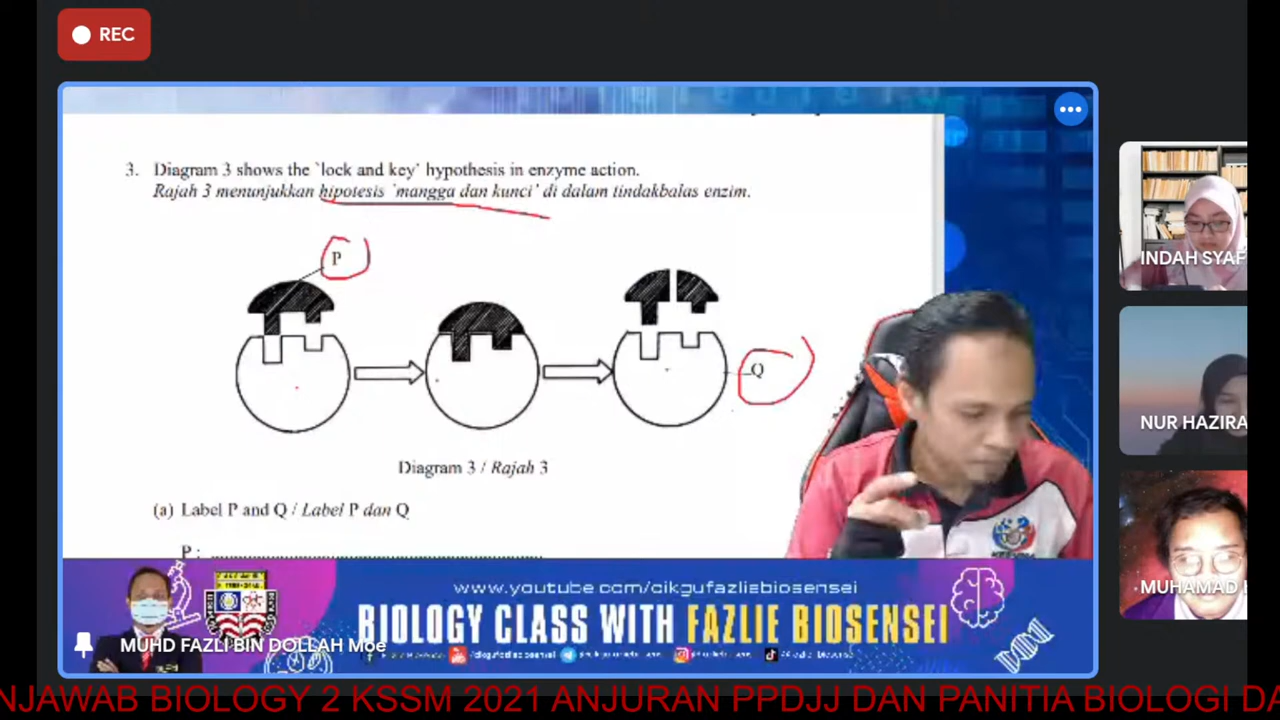 REC
3. Diagram 3 shows the `lock and key' hypothesis in enzyme action.
Rajah 3 menunjukkan hipotesis `mangga dan kunci' di dalam tindakbalas enzim.
P
Q
Diagram 3 / Rajah 3
(a) Label P and Q / Label P dan Q
P : ......................................................................
INDAH SYAF
NUR HAZIRA
MUHAMAD
www.youtube.com/cikgufazliebiosensei
BIOLOGY CLASS WITH FAZLIE BIOSENSEI
MUHD FAZLI BIN DOLLAH Moe
NJAWAB BIOLOGY 2 KSSM 2021 ANJURAN PPDJJ DAN PANITIA BIOLOGI DA